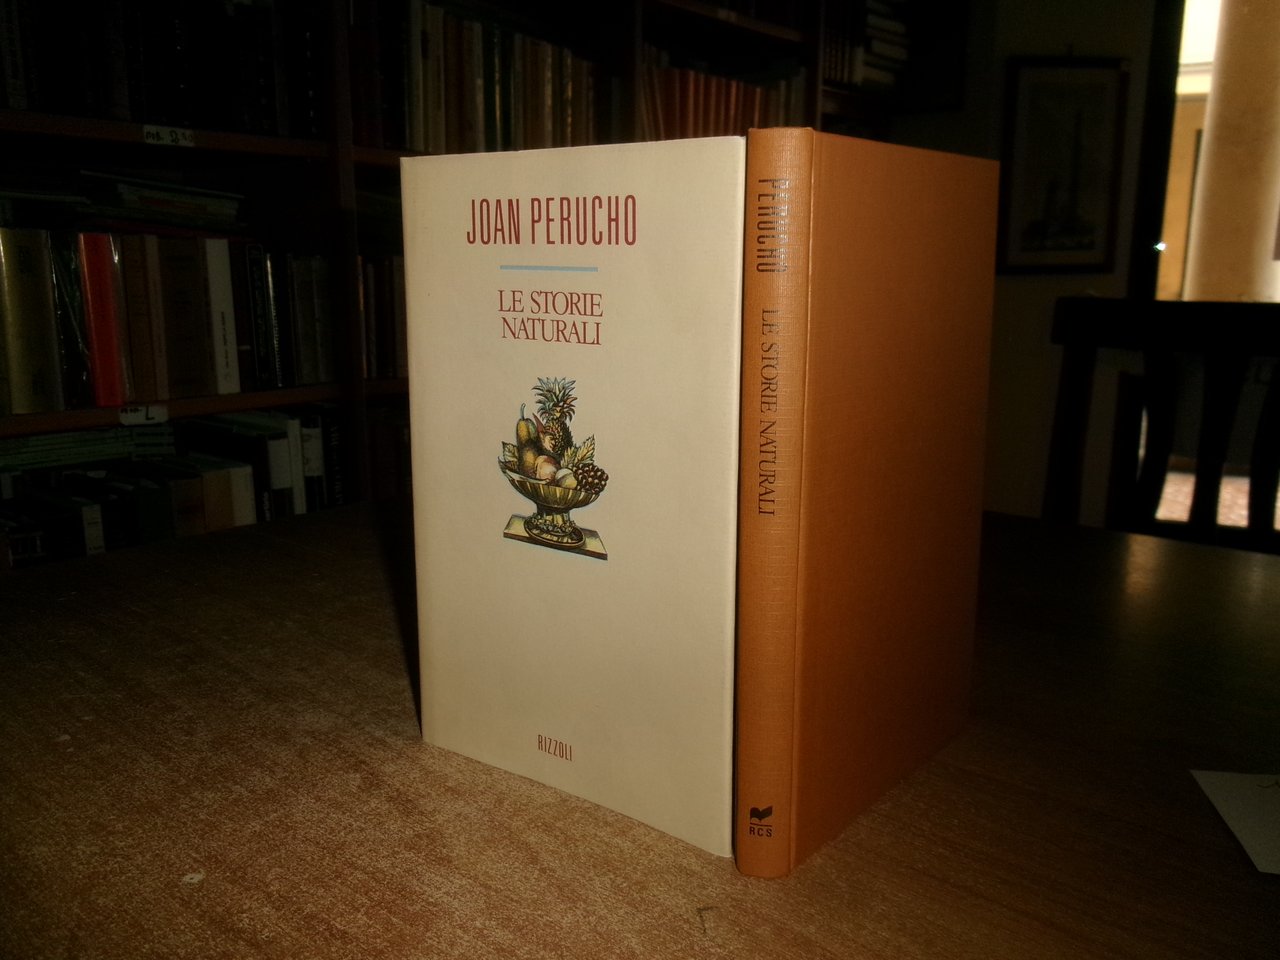 JOAN PERUCHO
LE STORIE
NATURALI
RIZZOLI
PERUCHO LE STORIE NATURALI
RCS